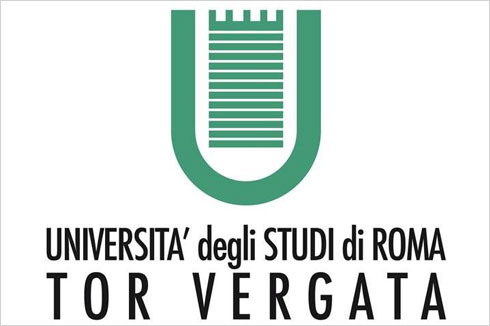 UNIVERSITA' degli STUDI di ROMA
TOR VERGATA